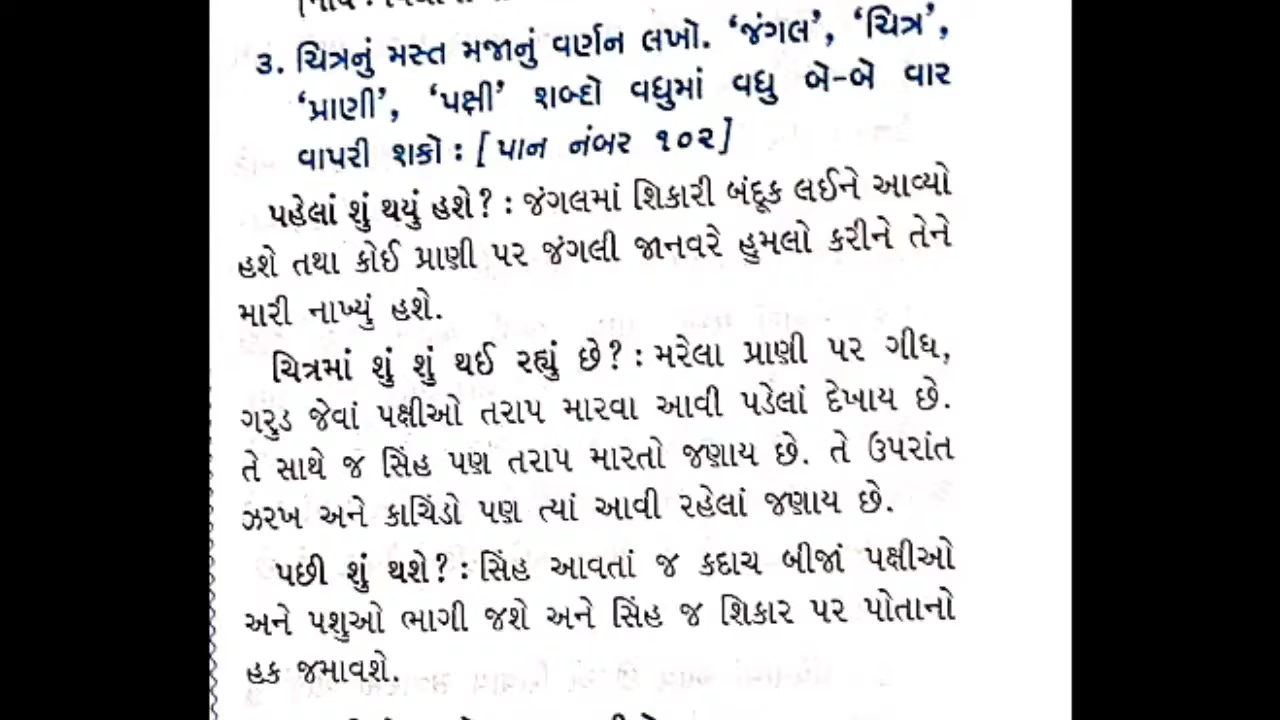 ૩. ચિત્રનું મસ્ત મજાનું વર્ણન લખો. ‘જંગલ’, ‘ચિત્ર’,
‘પ્રાણી’, ‘પક્ષી’ શબ્દો વધુમાં વધુ બે-બે વાર
વાપરી શકો : [પાન નંબર ૧૦૨]
પહેલાં શું થયું હશે? : જંગલમાં શિકારી બંદૂક લઈને આવ્યો
હશે તથા કોઈ પ્રાણી પર જંગલી જાનવરે હુમલો કરીને તેને
મારી નાખ્યું હશે.
ચિત્રમાં શું શું થઈ રહ્યું છે? : મરેલા પ્રાણી પર ગીધ,
ગરુડ જેવાં પક્ષીઓ તરાપ મારવા આવી પડેલાં દેખાય છે.
તે સાથે જ સિંહ પણ તરાપ મારતો જણાય છે. તે ઉપરાંત
ઝરખ અને કાચિંડો પણ ત્યાં આવી રહેલાં જણાય છે.
પછી શું થશે? : સિંહ આવતાં જ કદાચ બીજાં પક્ષીઓ
અને પશુઓ ભાગી જશે અને સિંહ જ શિકાર પર પોતાનો
હક જમાવશે.